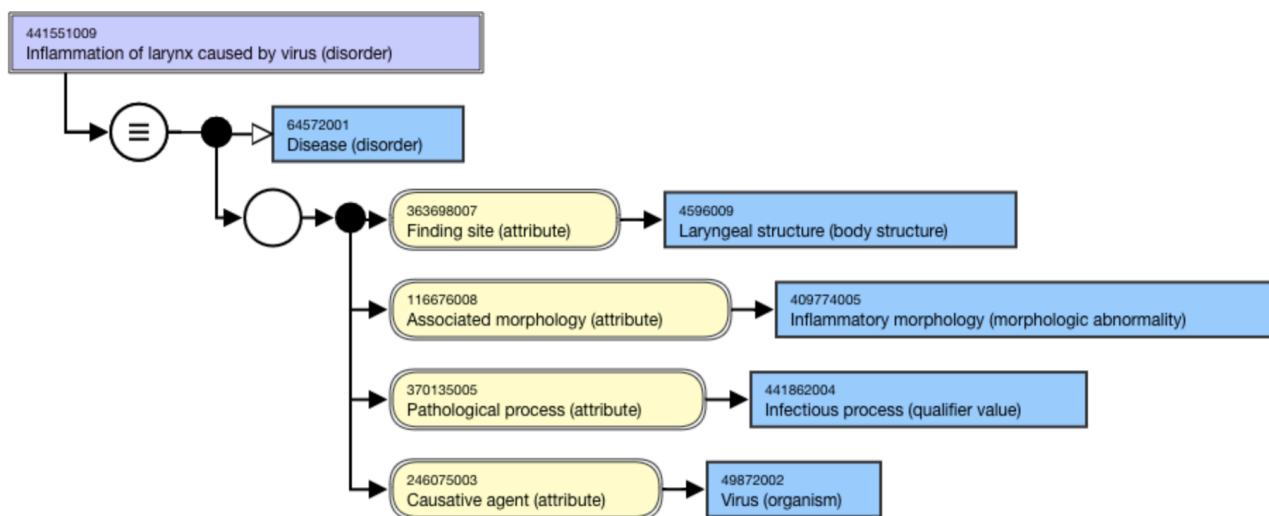 441551009
Inflammation of larynx caused by virus (disorder)
64572001
Disease (disorder)
363698007
Finding site (attribute)
4596009
Laryngeal structure (body structure)
116676008
Associated morphology (attribute)
409774005
Inflammatory morphology (morphologic abnormality)
370135005
Pathological process (attribute)
441862004
Infectious process (qualifier value)
246075003
Causative agent (attribute)
49872002
Virus (organism)